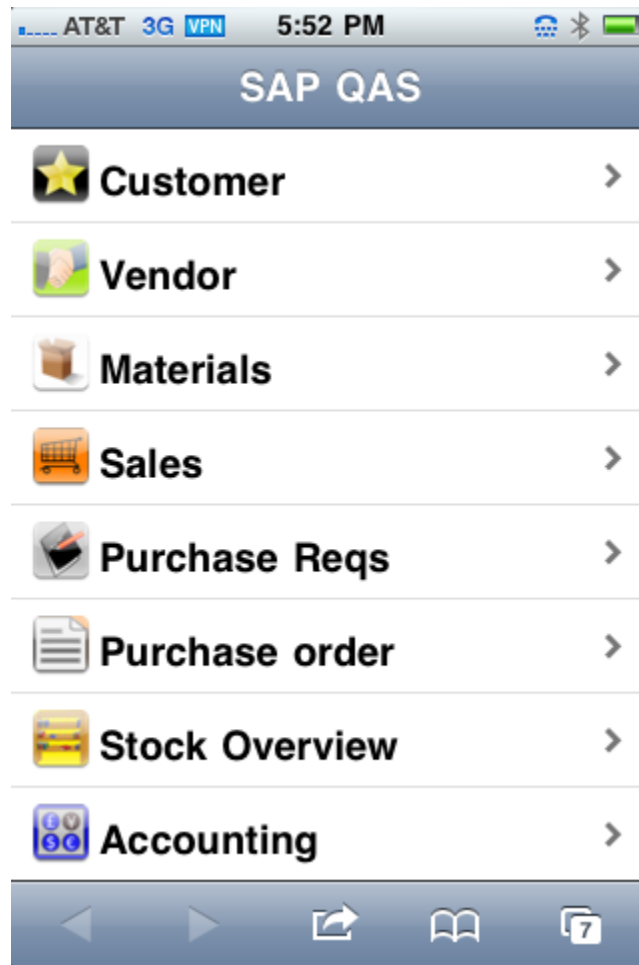 AT&T 3G VPN 5:52 PM
SAP QAS
Customer
Vendor
Materials
Sales
Purchase Reqs
Purchase order
Stock Overview
£ ¥
$ €
Accounting
7